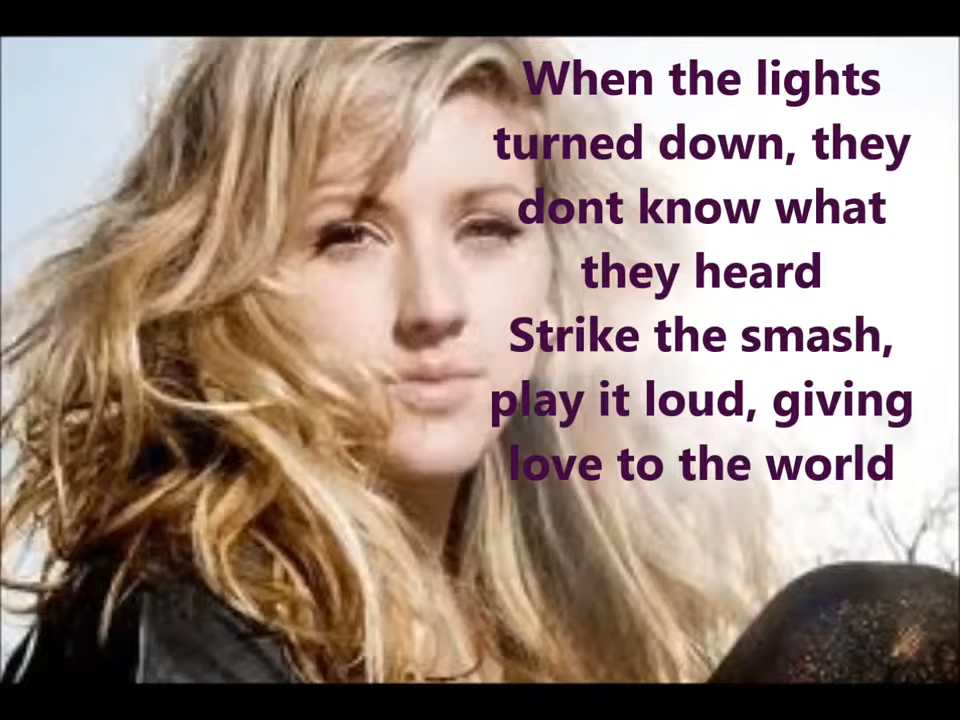 When the lights
turned down, they
dont know what
they heard
Strike the smash,
play it loud, giving
love to the world